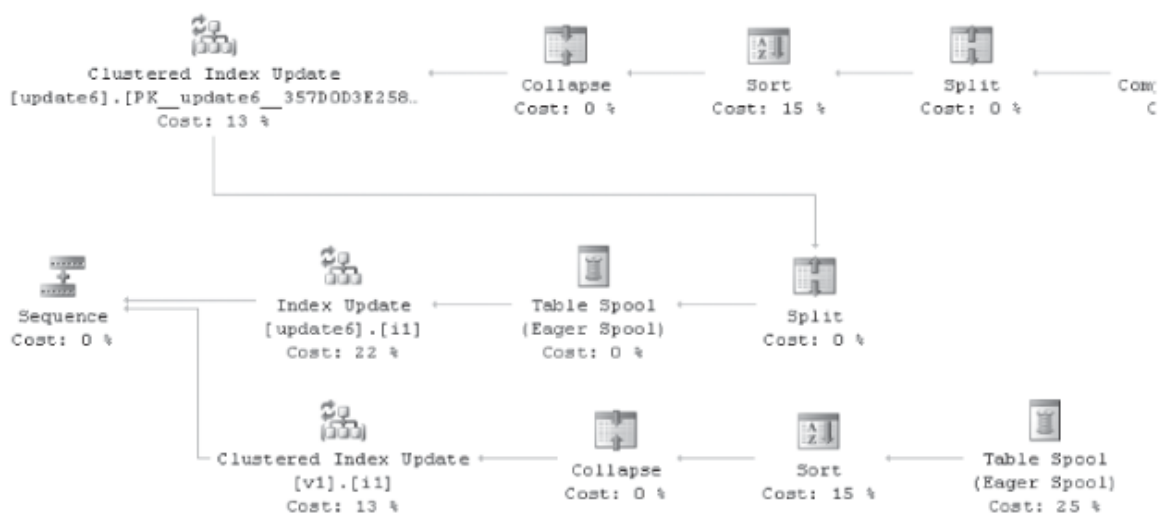 Clustered Index Update
[update6].[PK__update6__357D0D3E258…
Cost: 13 %
Collapse
Cost: 0 %
Sort
Cost: 15 %
Split
Cost: 0 %
Com
C
Sequence
Cost: 0 %
Index Update
[update6].[i1]
Cost: 22 %
Table Spool
(Eager Spool)
Cost: 0 %
Split
Cost: 0 %
Clustered Index Update
[v1].[i1]
Cost: 13 %
Collapse
Cost: 0 %
Sort
Cost: 15 %
Table Spool
(Eager Spool)
Cost: 25 %